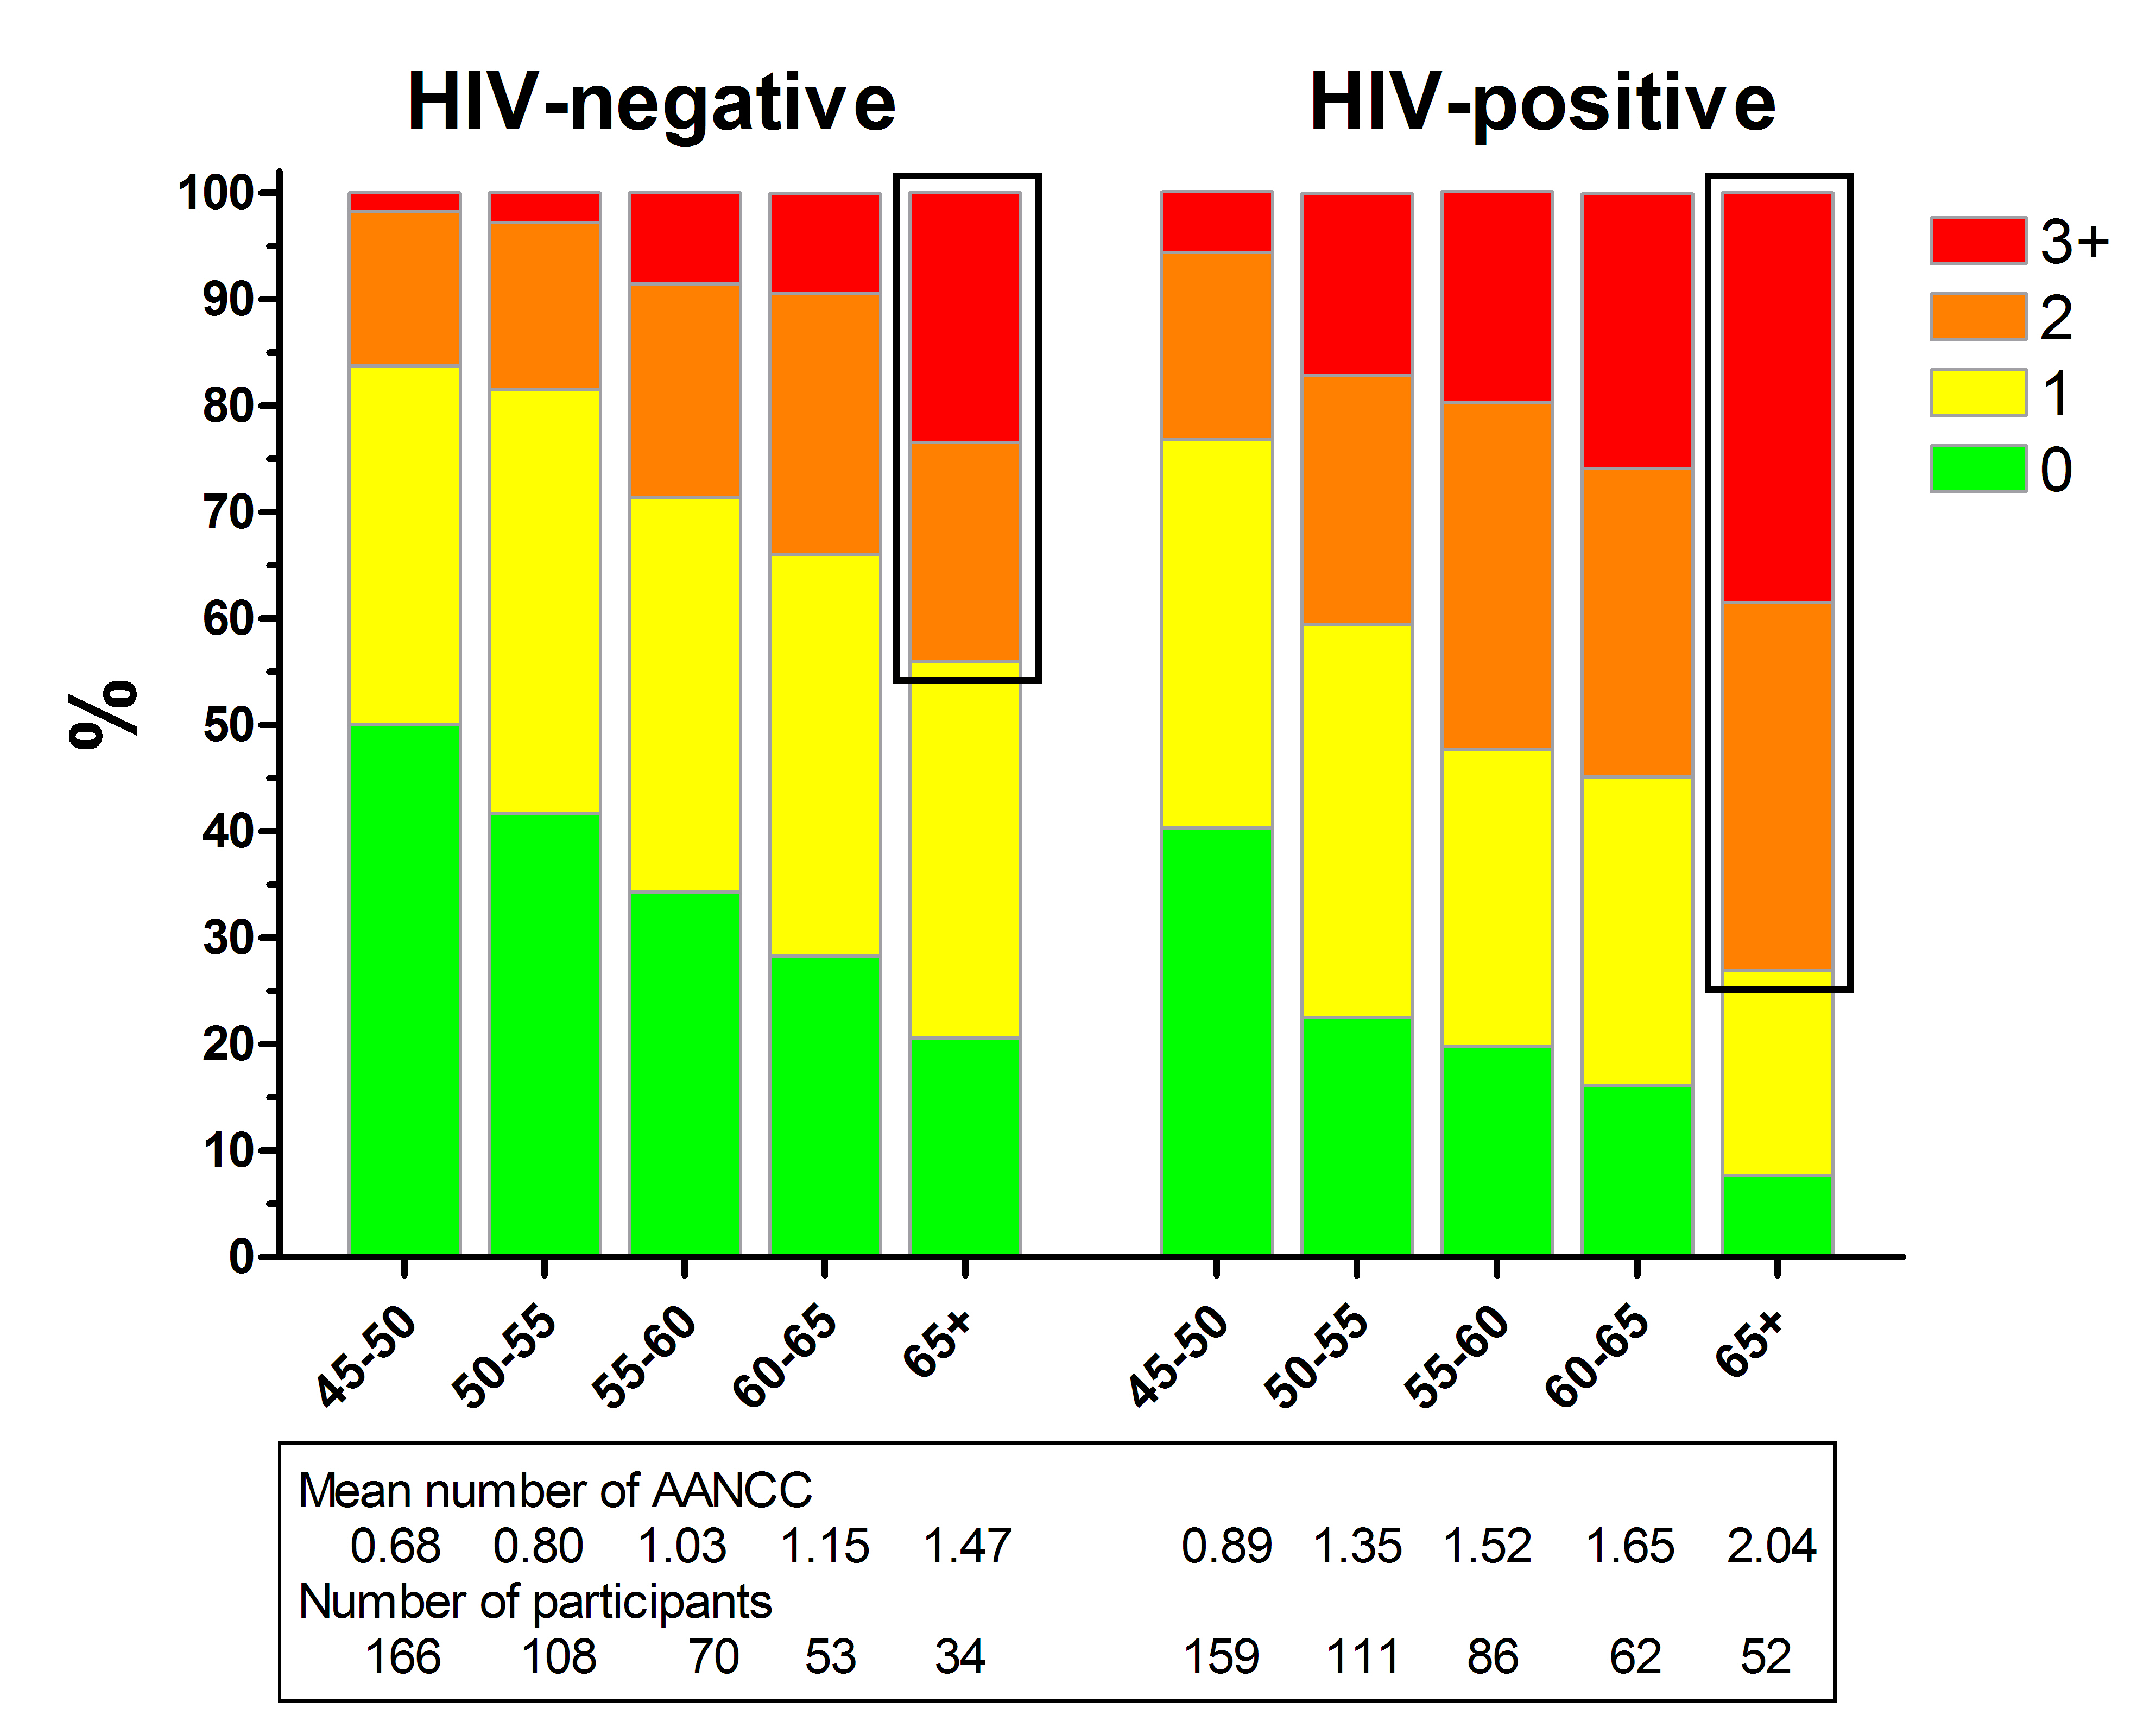 HIV-negative HIV-positive
100
90
80
70
60
50
40
30
20
10
0
%
3+
2
1
0
45-50 50-55 55-60 60-65 65+ 45-50 50-55 55-60 60-65 65+
Mean number of AANCC
0.68 0.80 1.03 1.15 1.47 0.89 1.35 1.52 1.65 2.04
Number of participants
166 108 70 53 34 159 111 86 62 52